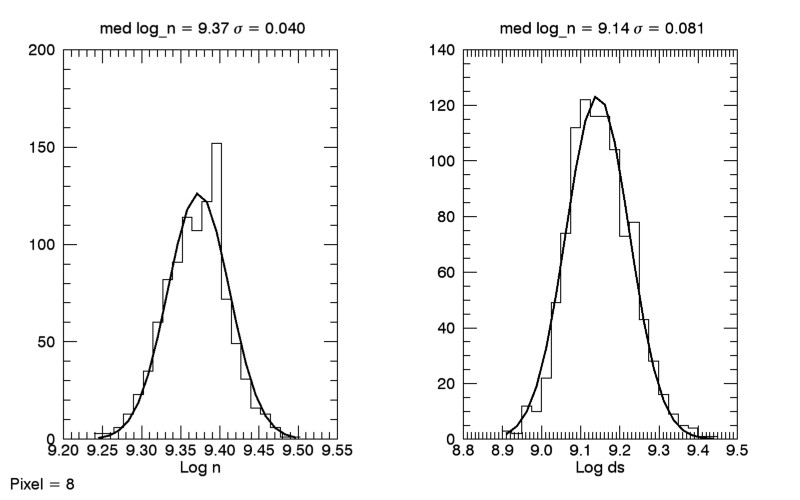 med log_n = 9.37 σ = 0.040
200
150
100
50
0
9.20 9.25 9.30 9.35 9.40 9.45 9.50 9.55
Log n
med log_n = 9.14 σ = 0.081
140
120
100
80
60
40
20
0
8.8 8.9 9.0 9.1 9.2 9.3 9.4 9.5
Log ds
Pixel = 8